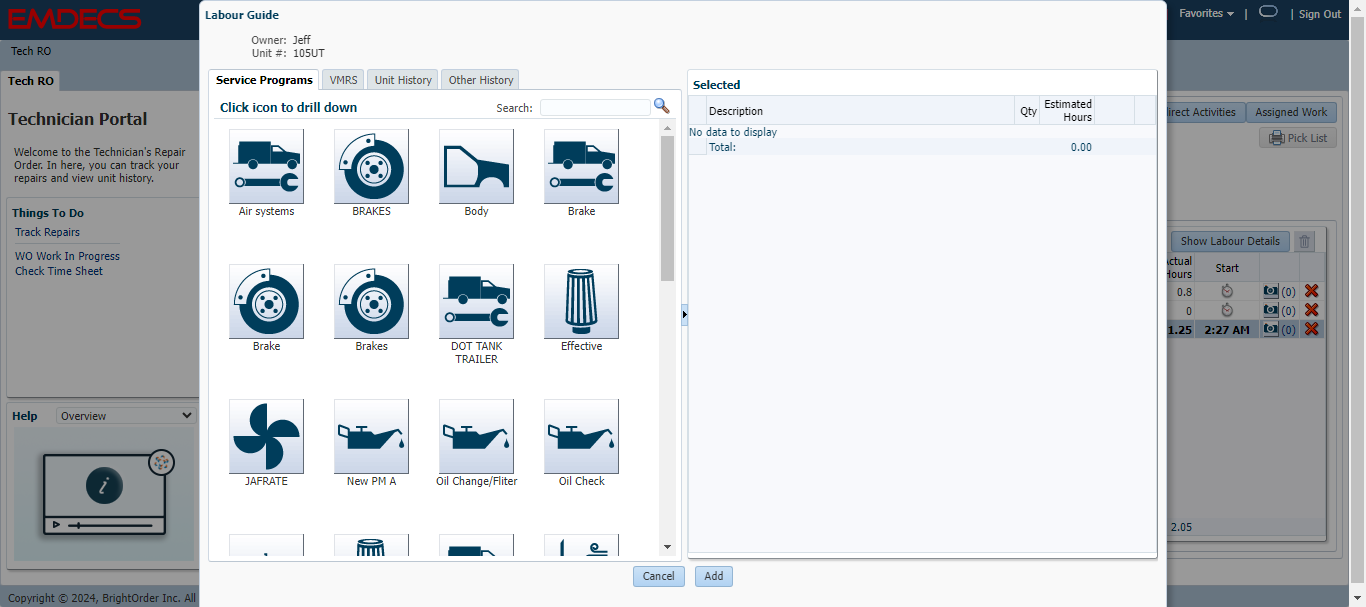 EMDECS
Favorites
|
| Sign Out
Tech RO
Tech RO
Technician Portal
Welcome to the Technician's Repair
Order. In here, you can track your
repairs and view unit history.
Things To Do
Track Repairs
WO Work In Progress
Check Time Sheet
Help
Overview
i
Copyright © 2024, BrightOrder Inc. All
Labour Guide
Owner: Jeff
Unit #: 105UT
Service Programs
VMRS
Unit History
Other History
Click icon to drill down
Search:
Air systems
BRAKES
Body
Brake
Brake
Brakes
DOT TANK
TRAILER
Effective
JAFRATE
New PM A
Oil Change/Fliter
Oil Check
Selected
Description
Qty
Estimated
Hours
No data to display
Total:
0.00
Cancel
Add
irect Activities
Assigned Work
Pick List
Show Labour Details
ctual
Hours
Start
0.8
(0)
0
(0)
1.25
2:27 AM
(0)
2.05